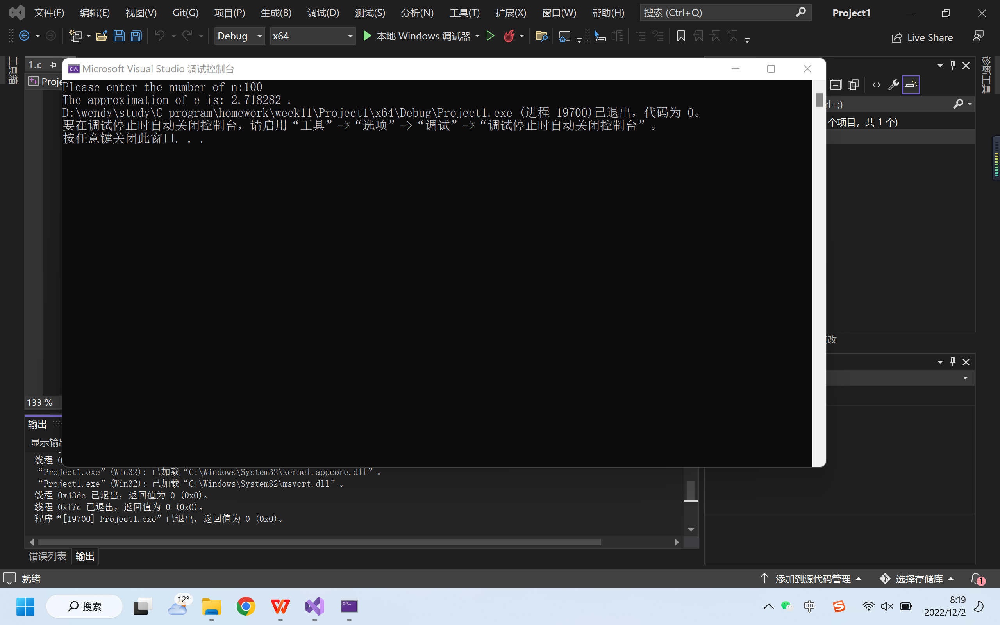 文件(F) 编辑(E) 视图(V) Git(G) 项目(P) 生成(B) 调试(D) 测试(S) 分析(N) 工具(T) 扩展(X) 窗口(W) 帮助(H) 搜索 (Ctrl+Q) Project1
Debug x64 本地 Windows 调试器 Live Share
工具箱
1.c
Microsoft Visual Studio 调试控制台
诊断工具
Proje
Please enter the number of n:100
The approximation of e is: 2.718282 .
D:\wendy\study\C program\homework\week11\Project1\x64\Debug\Project1.exe (进程 19700)已退出，代码为 0。
要在调试停止时自动关闭控制台，请启用“工具”->“选项”->“调试”->“调试停止时自动关闭控制台”。
按任意键关闭此窗口. . .
rl+;)
个项目，共 1 个)
改
133 %
输出
显示输出
线程 0
“Project1.exe”(Win32): 已加载“C:\Windows\System32\kernel.appcore.dll”。
“Project1.exe”(Win32): 已加载“C:\Windows\System32\msvcrt.dll”。
线程 0x43dc 已退出，返回值为 0 (0x0)。
线程 0xf7c 已退出，返回值为 0 (0x0)。
程序“[19700] Project1.exe”已退出，返回值为 0 (0x0)。
错误列表 输出
就绪 添加到源代码管理 选择存储库 1
搜索 12° 中 8:19
2022/12/2